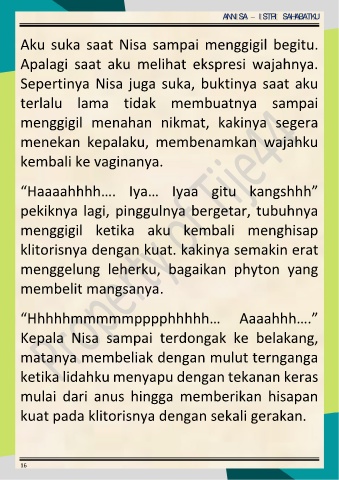 ANNISA – ISTRI SAHABATKU
Aku suka saat Nisa sampai menggigil begitu.
Apalagi saat aku melihat ekspresi wajahnya.
Sepertinya Nisa juga suka, buktinya saat aku
terlalu lama tidak membuatnya sampai
menggigil menahan nikmat, kakinya segera
menekan kepalaku, membenamkan wajahku
kembali ke vaginanya.
“Haaaahhhh…. Iya… Iyaa gitu kangshhh”
pekiknya lagi, pinggulnya bergetar, tubuhnya
menggigil ketika aku kembali menghisap
klitorisnya dengan kuat. kakinya semakin erat
menggelung leherku, bagaikan phyton yang
membelit mangsanya.
“Hhhhhmmmmmpppphhhhh… Aaaahhh….”
Kepala Nisa sampai terdongak ke belakang,
matanya membeliak dengan mulut ternganga
ketika lidahku menyapu dengan tekanan keras
mulai dari anus hingga memberikan hisapan
kuat pada klitorisnya dengan sekali gerakan.
Property of Tije44
16